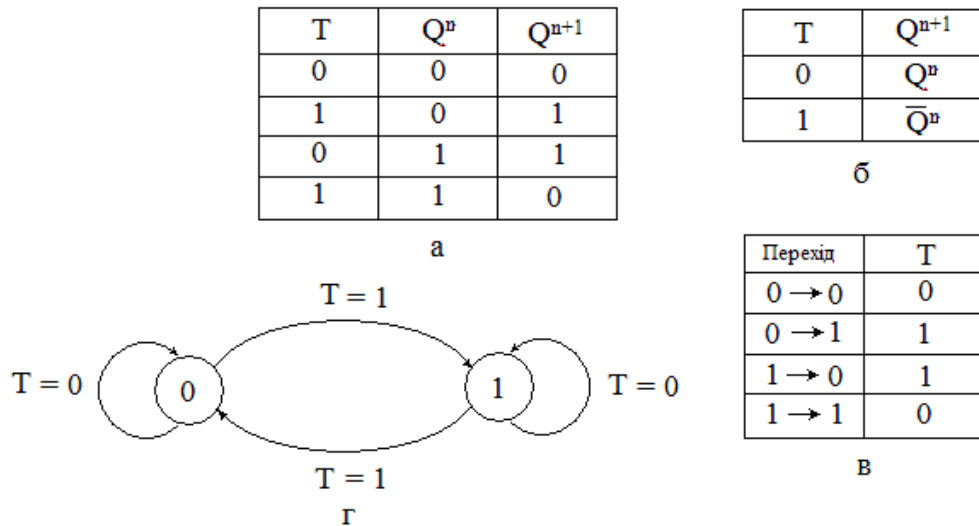 T Qⁿ Qⁿ⁺¹
0 0 0
1 0 1
0 1 1
1 1 0
а
T Qⁿ⁺¹
0 Qⁿ
1 Q̅ⁿ
б
Перехід T
0 → 0 0
0 → 1 1
1 → 0 1
1 → 1 0
в
T = 1
T = 0 0 1 T = 0
T = 1
г